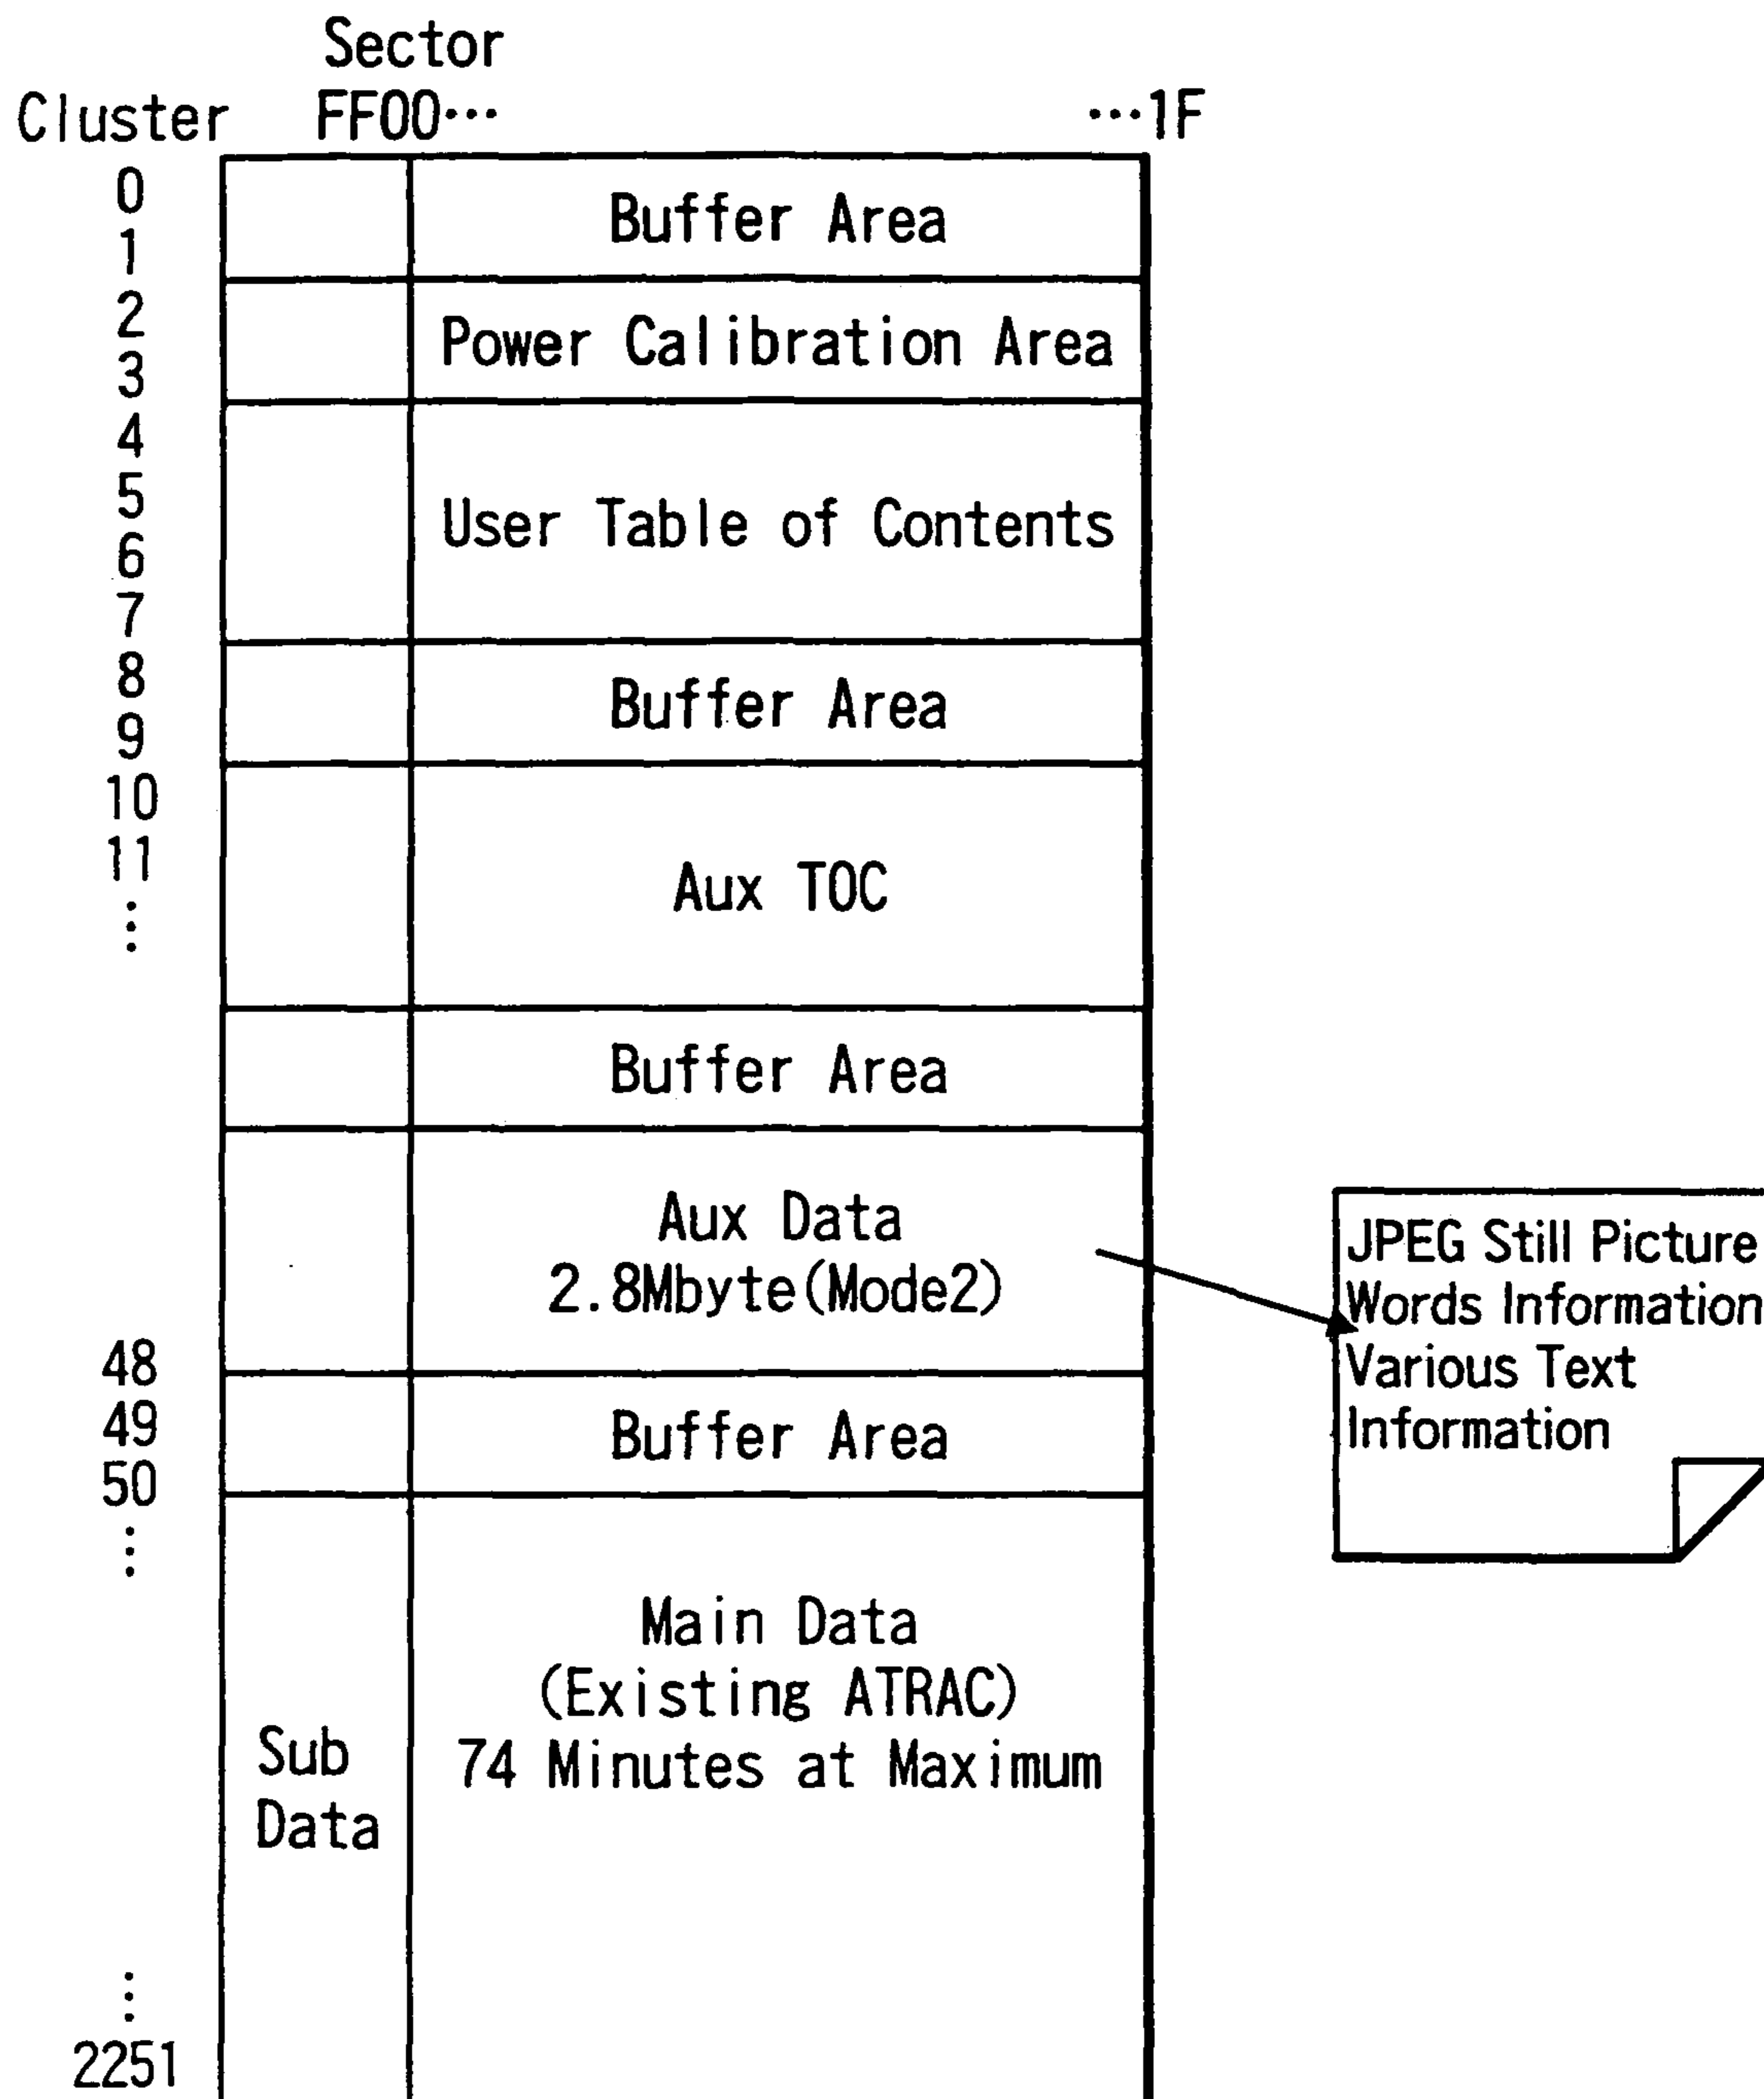 Sector
Cluster FF00··· ···1F
0
Buffer Area
1
2
Power Calibration Area
3
4
5
User Table of Contents
6
7
8
Buffer Area
9
10
11
Aux TOC
⋮
Buffer Area
Aux Data
2.8Mbyte(Mode2)
JPEG Still Picture
Words Information
Various Text
Information
48
49
Buffer Area
50
⋮
Main Data
(Existing ATRAC)
74 Minutes at Maximum
Sub
Data
⋮
2251